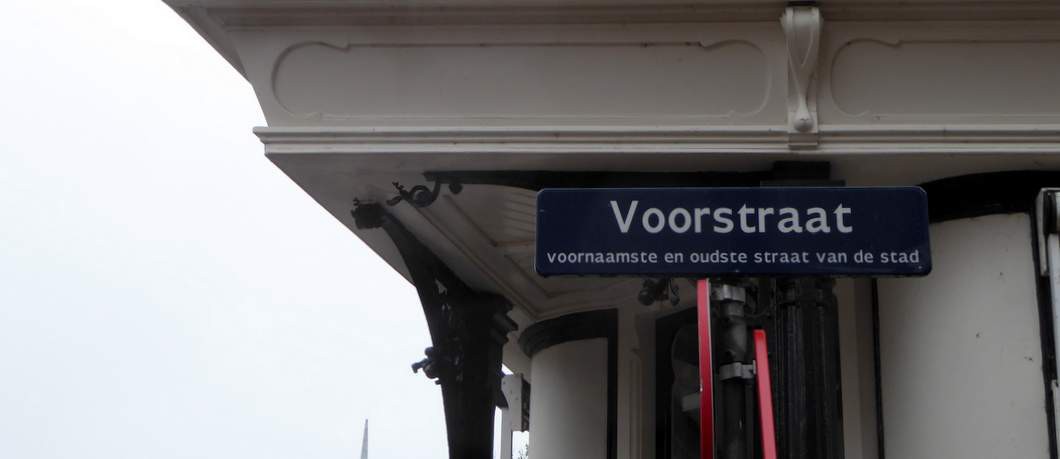 Voorstraat
voornaamste en oudste straat van de stad